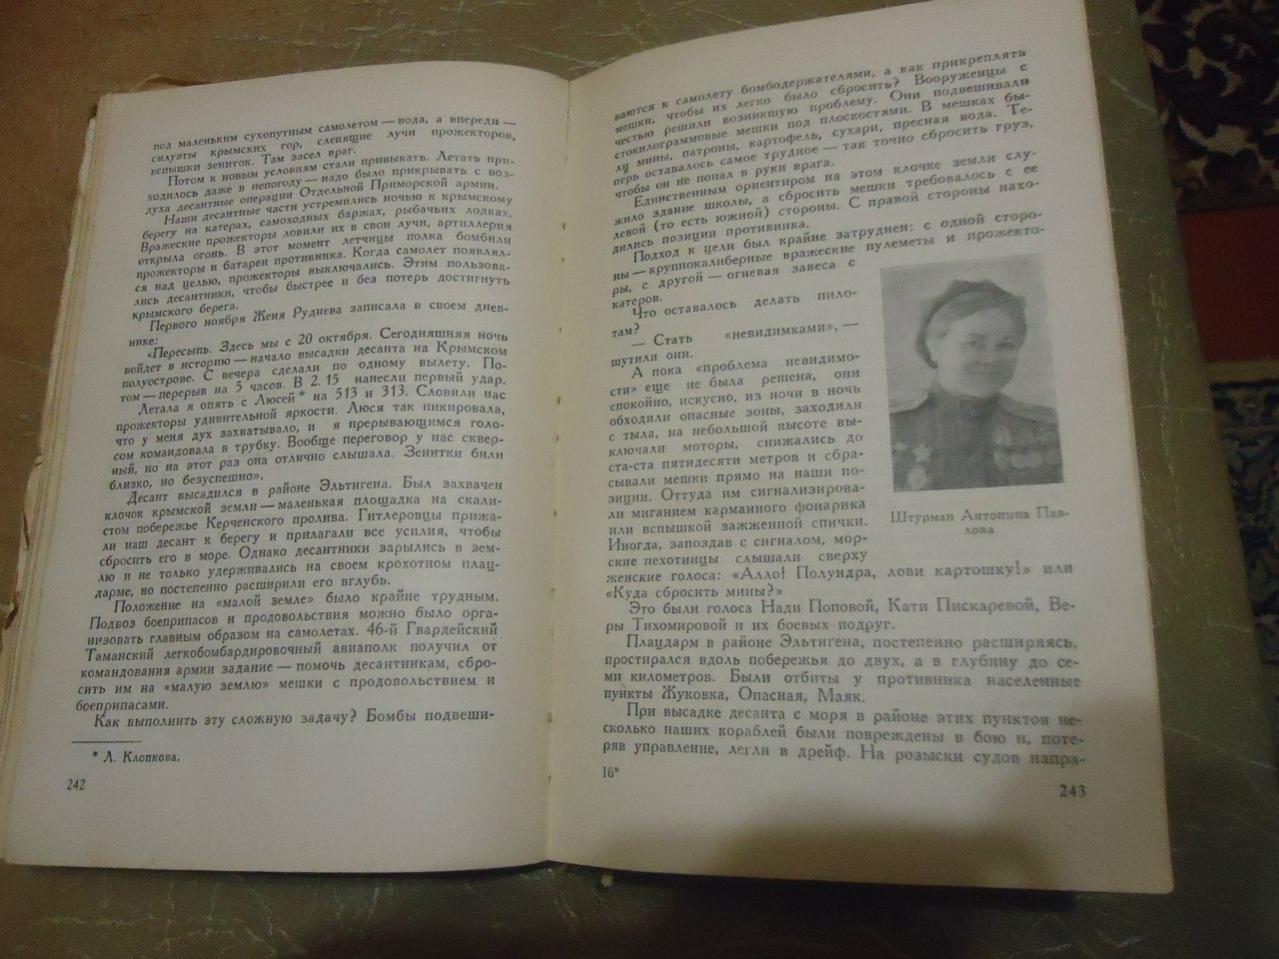 под маленьким сухопутным самолетом — вода, а впереди —
силуэты крымских гор, слепящие лучи прожекторов,
вспышки зениток. Там засел враг.
Потом к новым условиям стали привыкать. Летать при-
ходилось даже в непогоду — надо было прикрывать с воз-
духа десантные операции Отдельной Приморской армии.
Наши десантные части устремились ночью к крымскому
берегу на катерах, самоходных баржах, рыбачьих лодках.
Вражеские прожекторы ловили их в свои лучи, артиллерия
открыла огонь. В этот момент летчицы полка бомбили
прожекторы и батареи противника. Когда самолет появлял-
ся над целью, прожекторы выключались. Этим пользова-
лись десантники, чтобы быстрее и без потерь достигнуть
крымского берега.
Первого ноября Женя Руднева записала в своем днев-
нике:
«Пересыпь. Здесь мы с 20 октября. Сегодняшняя ночь
войдет в историю — начало высадки десанта на Крымском
полуострове. С вечера сделали по одному вылету. По-
том — перерыв на 5 часов. В 2.15 нанесли первый удар.
Летала я опять с Люсей* на 513 и 313. Словили нас
прожекторы удивительной яркости. Люся так пикировала,
что у меня дух захватывало, и я прерывающимся голо-
сом командовала в трубку. Вообще переговор у нас сквер-
ный, но на этот раз она отлично слышала. Зенитки били
близко, но безуспешно».
Десант высадился в районе Эльтигена. Был захвачен
клочок крымской земли — маленькая площадка на скали-
стом побережье Керченского пролива. Гитлеровцы прижа-
ли наш десант к берегу и прилагали все усилия, чтобы
сбросить его в море. Однако десантники зарылись в зем-
лю и не только удерживались на своем крохотном плац-
дарме, но постепенно расширили его вглубь.
Положение на «малой земле» было крайне трудным.
Подвоз боеприпасов и продовольствия можно было орга-
низовать главным образом на самолетах. 46-й Гвардейский
Таманский легкобомбардировочный авиаполк получил от
командования армии задание — помочь десантникам, сбро-
сить им на «малую землю» мешки с продовольствием и
боеприпасами.
Как выполнить эту сложную задачу? Бомбы подвеши-
* Л. Клопкова.
242
ваются к самолету бомбодержателями, а как прикреплять
мешки, чтобы их легко было сбросить? Вооруженцы с
честью решили возникшую проблему. Они подвешивали
стокилограммовые мешки под плоскостями. В мешках бы-
ли мины, патроны, картофель, сухари, пресная вода. Те-
перь оставалось самое трудное — так точно сбросить груз,
чтобы он не попал в руки врага.
Единственным ориентиром на этом клочке земли слу-
жило здание школы, а сбросить мешки требовалось с ее
левой (то есть южной) стороны. С правой стороны нахо-
дились позиции противника.
Подход к цели был крайне затруднен: с одной сторо-
ны — крупнокалиберные вражеские пулеметы и прожекто-
ры, с другой — огневая завеса с
катеров.
Что оставалось делать пило-
там?
— Стать «невидимками», —
шутили они.
А пока «проблема невидимо-
сти» еще не была решена, они
спокойно, искусно, из ночи в ночь
обходили опасные зоны, заходили
с тыла, на небольшой высоте вы-
ключали моторы, снижались до
ста-ста пятидесяти метров и сбра-
сывали мешки прямо на наши по-
зиции. Оттуда им сигнализирова-
ли миганием карманного фонарика
или вспышкой зажженной спички.
Иногда, запоздав с сигналом, мор-
ские пехотинцы слышали сверху
женские голоса: «Алло! Полундра, лови картошку!» или
«Куда сбросить мины?»
Это были голоса Нади Поповой, Кати Пискаревой, Ве-
ры Тихомировой и их боевых подруг.
Плацдарм в районе Эльтигена, постепенно расширяясь,
простирался вдоль побережья до двух, а в глубину до се-
ми километров. Были отбиты у противника населенные
пункты Жуковка, Опасная, Маяк.
При высадке десанта с моря в районе этих пунктов не-
сколько наших кораблей были повреждены в бою и, поте-
ряв управление, легли в дрейф. На розыски судов напра-
Штурман Антонина Пав-
лова
16*
243